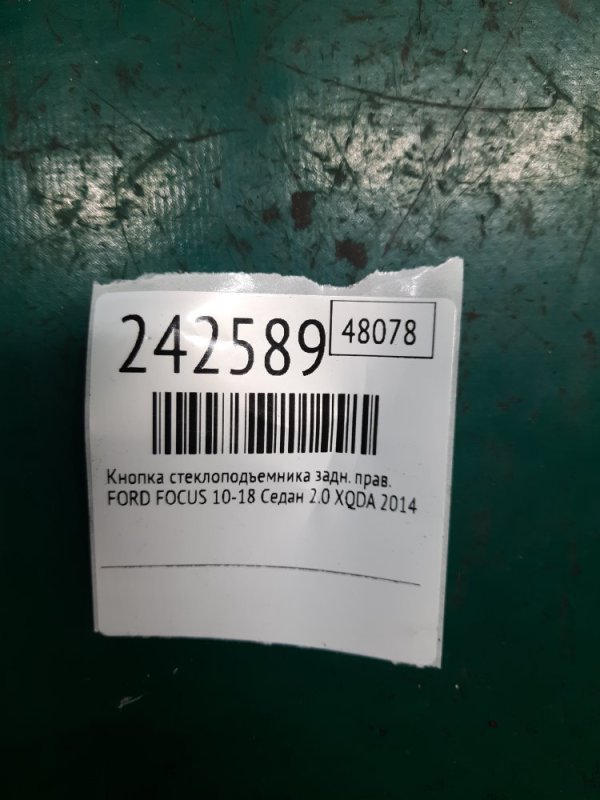 242589 48078
Кнопка стеклоподъемника задн. прав.
FORD FOCUS 10-18 Седан 2.0 XQDA 2014